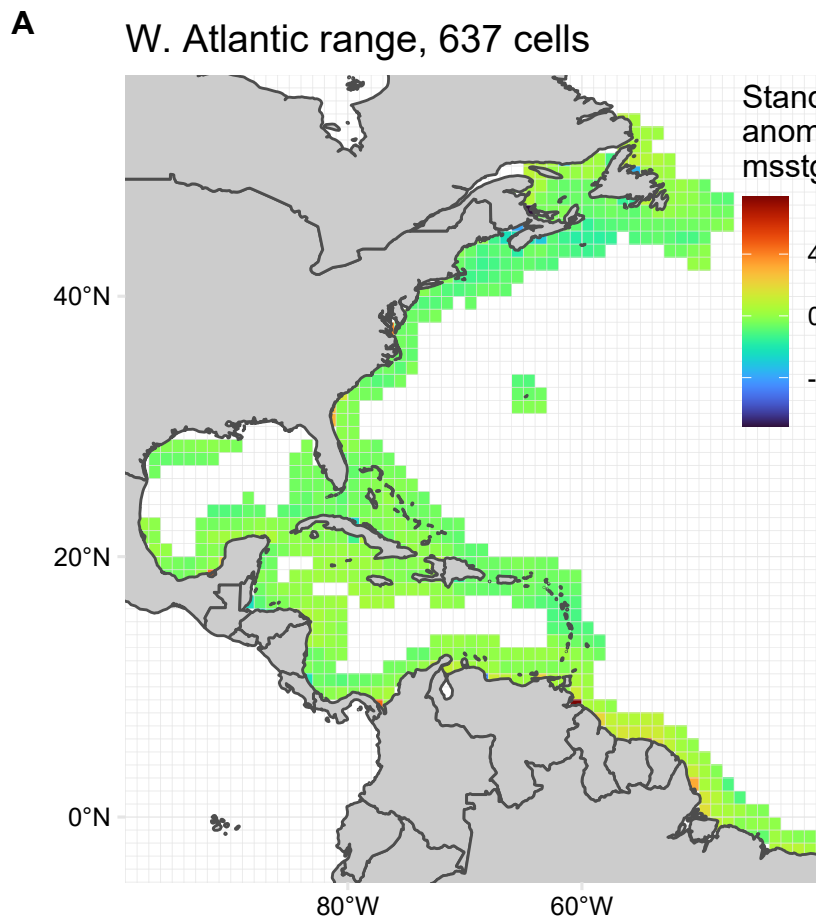 A
W. Atlantic range, 637 cells
Stand
anom
msstg
4
0
-
40°N
20°N
0°N
80°W
60°W